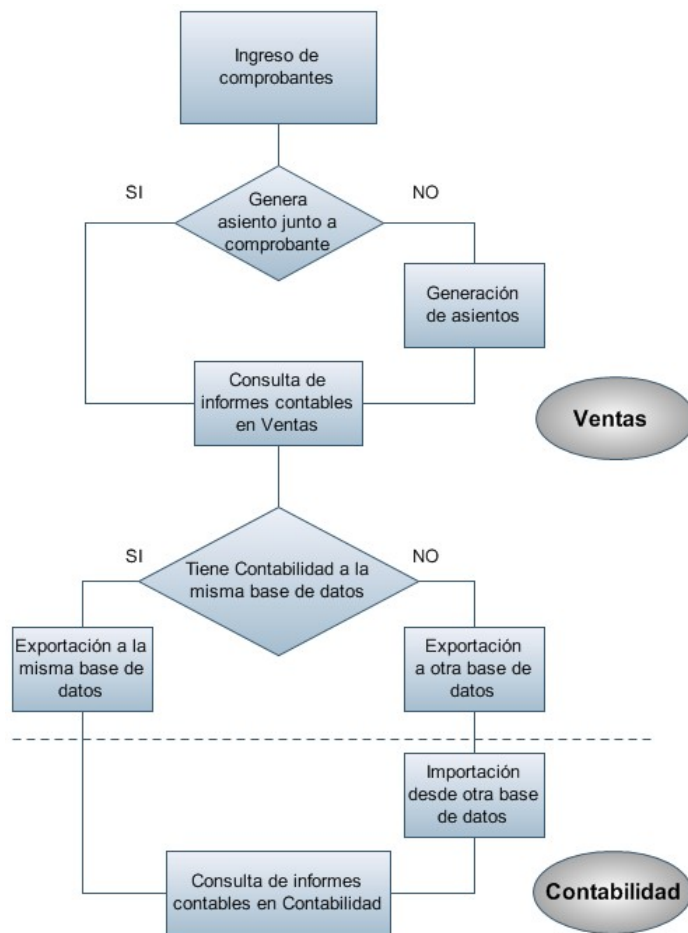 Ingreso de
comprobantes
SI
NO
Genera
asiento junto a
comprobante
Generación
de asientos
Consulta de
informes contables
en Ventas
Ventas
SI
NO
Tiene Contabilidad a la
misma base de datos
Exportación a la
misma base de
datos
Exportación
a otra base de
datos
Importación
desde otra base
de datos
Consulta de informes
contables en Contabilidad
Contabilidad